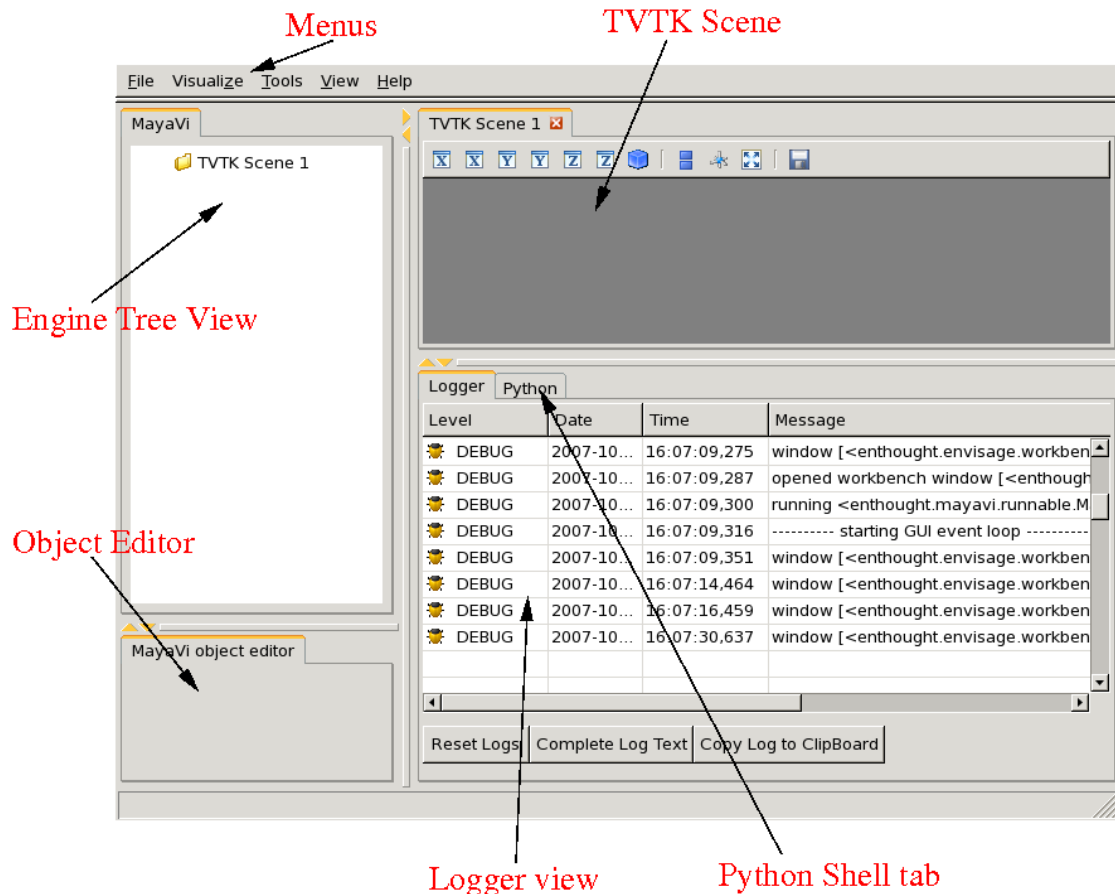 Menus
TVTK Scene
File Visualize Tools View Help
MayaVi
TVTK Scene 1
TVTK Scene 1
X X Y Y Z Z
Engine Tree View
Logger Python
Level Date Time Message
DEBUG 2007-10... 16:07:09,275 window [<enthought.envisage.workben
DEBUG 2007-10... 16:07:09,287 opened workbench window [<enthough
DEBUG 2007-10... 16:07:09,300 running <enthought.mayavi.runnable.M
DEBUG 2007-10... 16:07:09,316 ---------- starting GUI event loop ----------
DEBUG 2007-10... 16:07:09,351 window [<enthought.envisage.workben
DEBUG 2007-10... 16:07:14,464 window [<enthought.envisage.workben
DEBUG 2007-10... 16:07:16,459 window [<enthought.envisage.workben
DEBUG 2007-10... 16:07:30,637 window [<enthought.envisage.workben
Object Editor
MayaVi object editor
Reset Logs Complete Log Text Copy Log to ClipBoard
Logger view
Python Shell tab